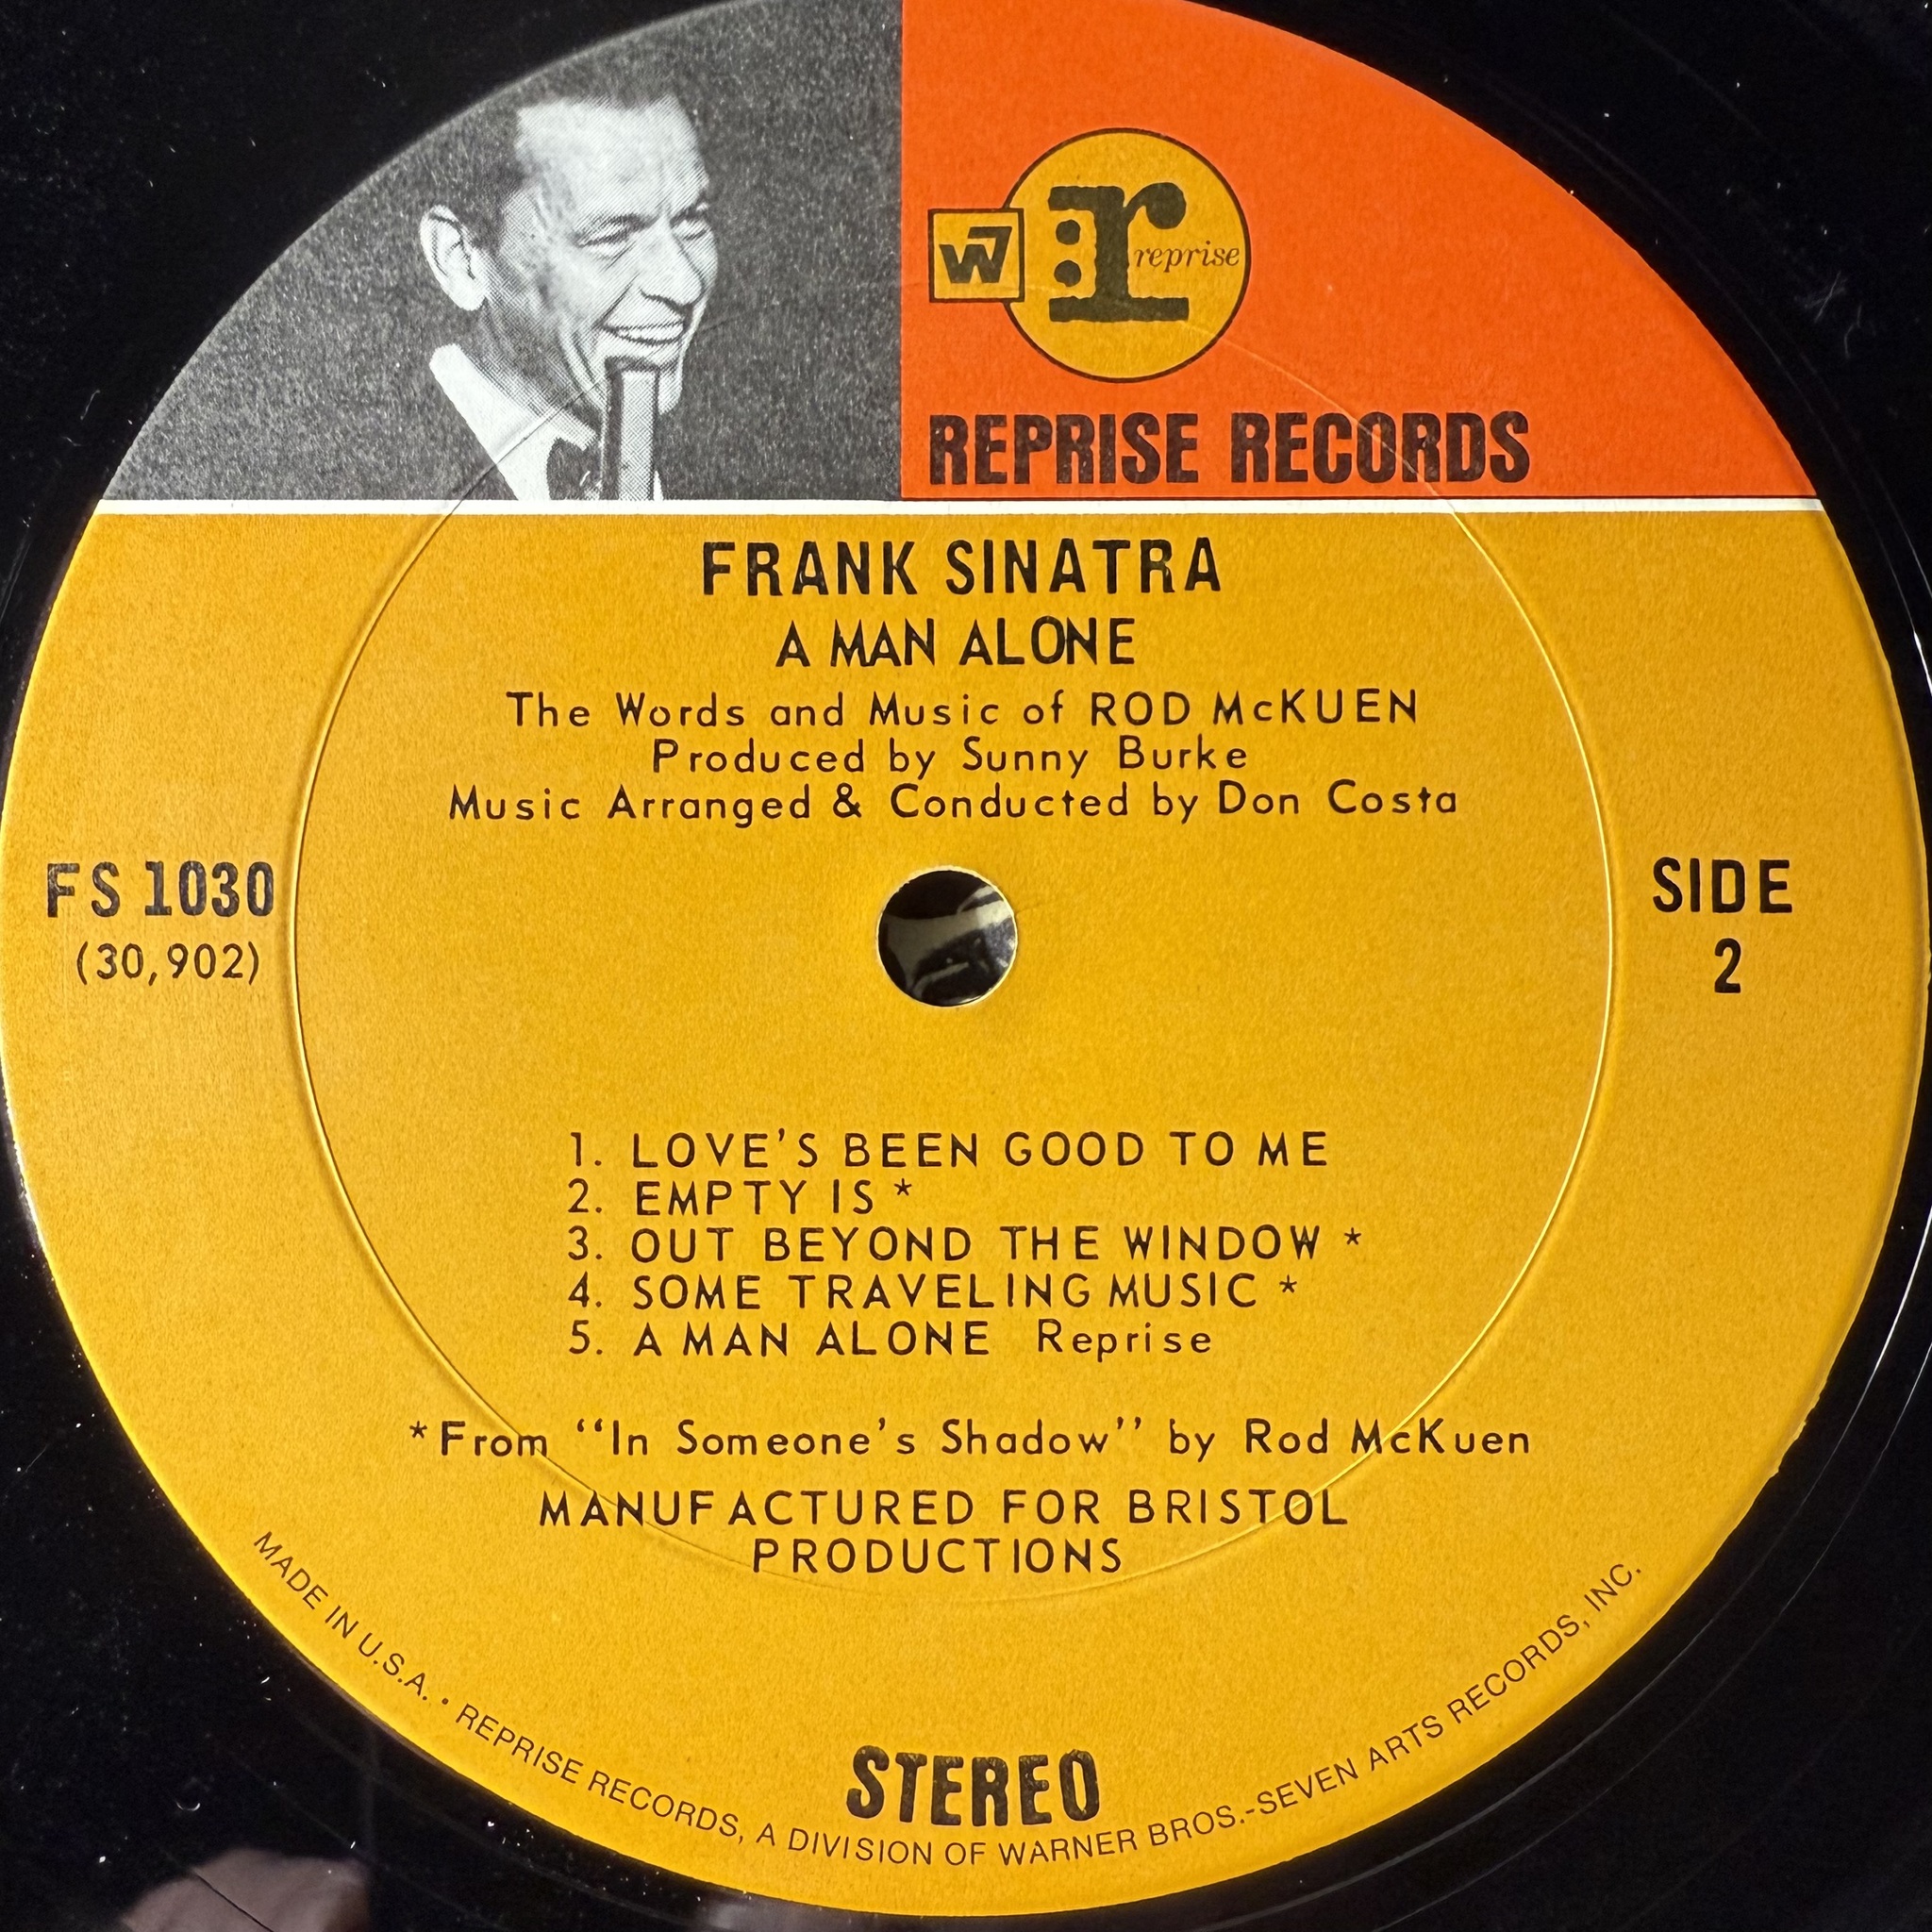 W7 r reprise
REPRISE RECORDS
FRANK SINATRA
A MAN ALONE
The Words and Music of ROD McKUEN
Produced by Sunny Burke
Music Arranged & Conducted by Don Costa
FS 1030
(30,902)
SIDE
2
1. LOVE'S BEEN GOOD TO ME
2. EMPTY IS *
3. OUT BEYOND THE WINDOW *
4. SOME TRAVELING MUSIC *
5. A MAN ALONE Reprise
*From "In Someone's Shadow" by Rod McKuen
MANUFACTURED FOR BRISTOL
PRODUCTIONS
STEREO
MADE IN U.S.A. • REPRISE RECORDS, A DIVISION OF WARNER BROS.-SEVEN ARTS RECORDS, INC.